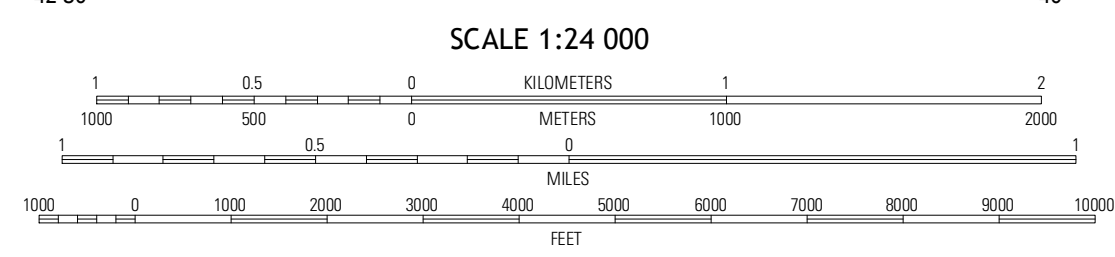 SCALE 1:24 000
1 0.5 0 KILOMETERS 1 2
1000 500 0 METERS 1000 2000
1 0.5 0 1
MILES
1000 0 1000 2000 3000 4000 5000 6000 7000 8000 9000 10000
FEET